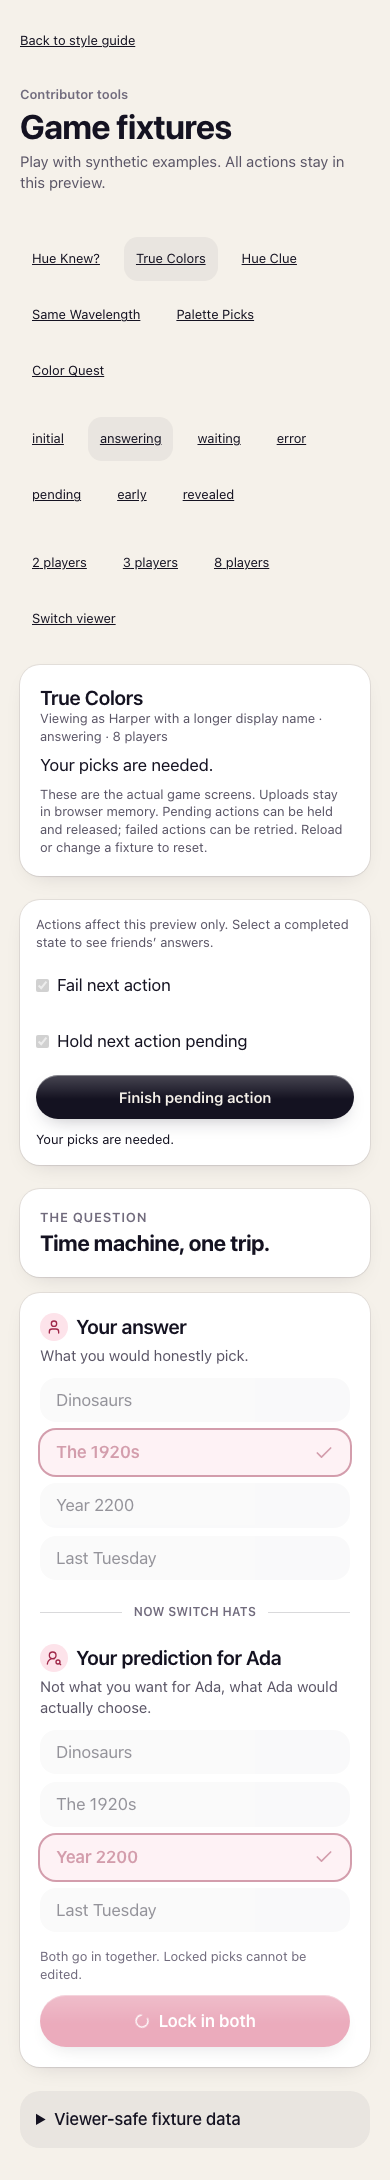 Back to style guide
Contributor tools
Game fixtures
Play with synthetic examples. All actions stay in
this preview.
Hue Knew? True Colors Hue Clue
Same Wavelength Palette Picks
Color Quest
initial answering waiting error
pending early revealed
2 players 3 players 8 players
Switch viewer
True Colors
Viewing as Harper with a longer display name ·
answering · 8 players
Your picks are needed.
These are the actual game screens. Uploads stay
in browser memory. Pending actions can be held
and released; failed actions can be retried. Reload
or change a fixture to reset.
Actions affect this preview only. Select a completed
state to see friends’ answers.
Fail next action
Hold next action pending
Finish pending action
Your picks are needed.
THE QUESTION
Time machine, one trip.
Your answer
What you would honestly pick.
Dinosaurs
The 1920s
Year 2200
Last Tuesday
NOW SWITCH HATS
Your prediction for Ada
Not what you want for Ada, what Ada would
actually choose.
Dinosaurs
The 1920s
Year 2200
Last Tuesday
Both go in together. Locked picks cannot be
edited.
Lock in both
Viewer-safe fixture data